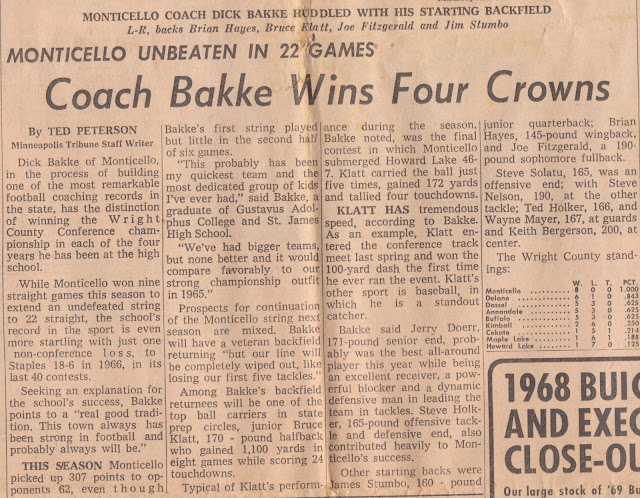 MONTICELLO COACH DICK BAKKE HUDDLED WITH HIS STARTING BACKFIELD
L-R, backs Brian Hayes, Bruce Klatt, Joe Fitzgerald and Jim Stumbo
MONTICELLO UNBEATEN IN 22 GAMES
Coach Bakke Wins Four Crowns
By TED PETERSON
Minneapolis Tribune Staff Writer
Dick Bakke of Monticello,
in the process of building
one of the most remarkable
football coaching records in
the state, has the distinction
of winning the Wright
County Conference cham-
pionship in each of the four
years he has been at the high
school.
While Monticello won nine
straight games this season to
extend an undefeated string
to 22 straight, the school's
record in the sport is even
more startling with just one
non-conference loss, to
Staples 18-6 in 1966, in its
last 40 contests.
Seeking an explanation for
the school's success, Bakke
points to a "real good tradi-
tion. This town always has
been strong in football and
probably always will be."
THIS SEASON Monticello
picked up 307 points to op-
ponents 62, even though
Bakke's first string played
but little in the second half
of six games.
"This probably has been
my quickest team and the
most dedicated group of kids
I've ever had," said Bakke, a
graduate of Gustavus Adol-
phus College and St. James
High School.
"We've had bigger teams,
but none better and it would
compare favorably to our
strong championship outfit
in 1965."
Prospects for continuation
of the Monticello string next
season are mixed. Bakke
will have a veteran backfield
returning "but our line will
be completely wiped out, like
losing our first five tackles."
Among Bakke's backfield
returnees will be one of the
top ball carriers in state
prep circles, junior Bruce
Klatt, 170 - pound halfback
who gained 1,100 yards in
eight games while scoring 24
touchdowns.
Typical of Klatt's perform-
ance during the season,
Bakke noted, was the final
contest in which Monticello
submerged Howard Lake 46-
7. Klatt carried the ball just
five times, gained 172 yards
and tallied four touchdowns.
KLATT HAS tremendous
speed, according to Bakke.
As an example, Klatt en-
tered the conference track
meet last spring and won the
100-yard dash the first time
he ever ran the event. Klatt's
other sport is baseball, in
which he is a standout
catcher.
Bakke said Jerry Doerr,
171-pound senior end, prob-
ably was the best all-around
player this year while being
an excellent receiver, a pow-
erful blocker and a dynamic
defensive man in leading the
team in tackles. Steve Holk-
er, 165-pound offensive tack-
le and defensive end, also
contributed heavily to Mon-
ticello's success.
Other starting backs were
James Stumbo, 160 - pound
junior quarterback; Brian
Hayes, 145-pound wingback,
and Joe Fitzgerald, a 190-
pound sophomore fullback.
Steve Solatu, 165, was an
offensive end; with Steve
Nelson, 190, at the other
tackle; Ted Holker, 166, and
Wayne Mayer, 167, at guards
and Keith Bergerson, 200, at
center.
The Wright County stand-
ings:
W. L. T. PCT.
Monticello 8 0 0 1.000
Delano 6 1 0 .843
Dassel 5 3 0 .625
Annandale 5 3 0 .625
Buffalo 5 3 0 .625
Kimball 2 6 0 .250
Cokato 1 5 1 .214
Maple Lake 1 6 1 .188
Howard Lake 1 7 0 .125
1968 BUIC
AND EXEC
CLOSE-OU
Our large stock of '69 Bu